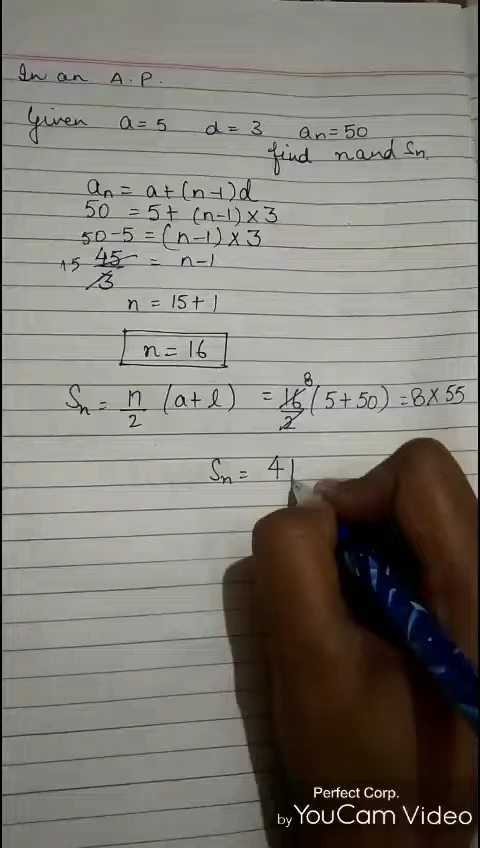 In an A.P.
Given a = 5 d = 3 an = 50
find n and Sn.
an = a + (n-1)d
50 = 5 + (n-1) × 3
50-5 = (n-1) × 3
15 45/3 = n-1
n = 15 + 1
n = 16
Sn = n/2 (a + l) = 16/2 8 (5 + 50) = 8 × 55
Sn = 4
Perfect Corp.
by YouCam Video